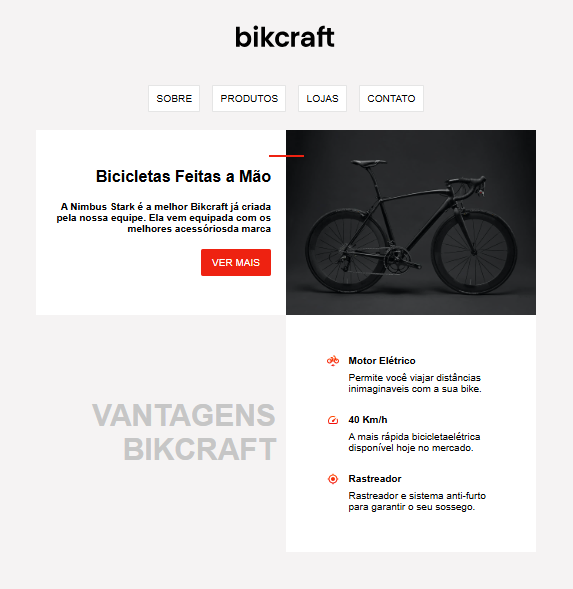 bikcraft
SOBRE
PRODUTOS
LOJAS
CONTATO
Bicicletas Feitas a Mão
A Nimbus Stark é a melhor Bikcraft já criada
pela nossa equipe. Ela vem equipada com os
melhores acessóriosda marca
VER MAIS
VANTAGENS
BIKCRAFT
Motor Elétrico
Permite você viajar distâncias
inimaginaveis com a sua bike.
40 Km/h
A mais rápida bicicletaelétrica
disponível hoje no mercado.
Rastreador
Rastreador e sistema anti-furto
para garantir o seu sossego.